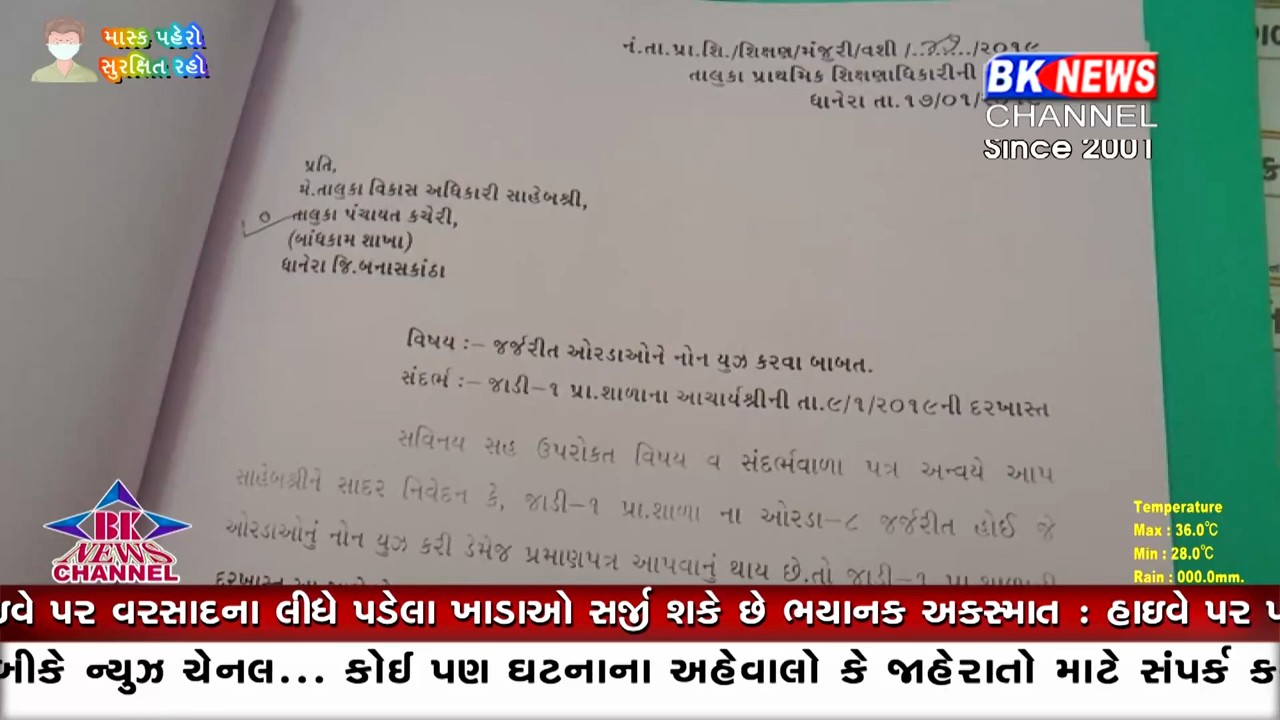 માસ્ક પહેરો
સુરક્ષિત રહો
નં.તા.પ્રા.શિ./શિક્ષણ/મંજુરી/વશી /....../૨૦૧૯
તાલુકા પ્રાથમિક શિક્ષણાધિકારીની
ધાનેરા તા.૧૭/૦૧/૨૦૧૯
BK NEWS
CHANNEL
Since 2001
પ્રતિ,
મે.તાલુકા વિકાસ અધિકારી સાહેબશ્રી,
તાલુકા પંચાયત કચેરી,
(બાંધકામ શાખા)
ધાનેરા જિ.બનાસકાંઠા
વિષય :– જર્જરીત ઓરડાઓને નોન યુઝ કરવા બાબત.
સંદર્ભ :– જાડી–૧ પ્રા.શાળાના આચાર્યશ્રીની તા.૯/૧/૨૦૧૯ની દરખાસ્ત
સવિનય સહ ઉપરોકત વિષય વ સંદર્ભવાળા પત્ર અન્વયે આપ
સાહેબશ્રીને સાદર નિવેદન કે, જાડી–૧ પ્રા.શાળા ના ઓરડા–૮ જર્જરીત હોઈ જે
ઓરડાઓનું નોન યુઝ કરી ડેમેજ પ્રમાણપત્ર આપવાનું થાય છે.તો જાડી–૧ પ્રા.શાળાની
BK
NEWS
CHANNEL
Temperature
Max : 36.0℃
Min : 28.0℃
Rain : 000.0mm.
ઇવે પર વરસાદના લીધે પડેલા ખાડાઓ સર્જી શકે છે ભયાનક અકસ્માત : હાઇવે પર
બીકે ન્યુઝ ચેનલ... કોઈ પણ ઘટનાના અહેવાલો કે જાહેરાતો માટે સંપર્ક ક